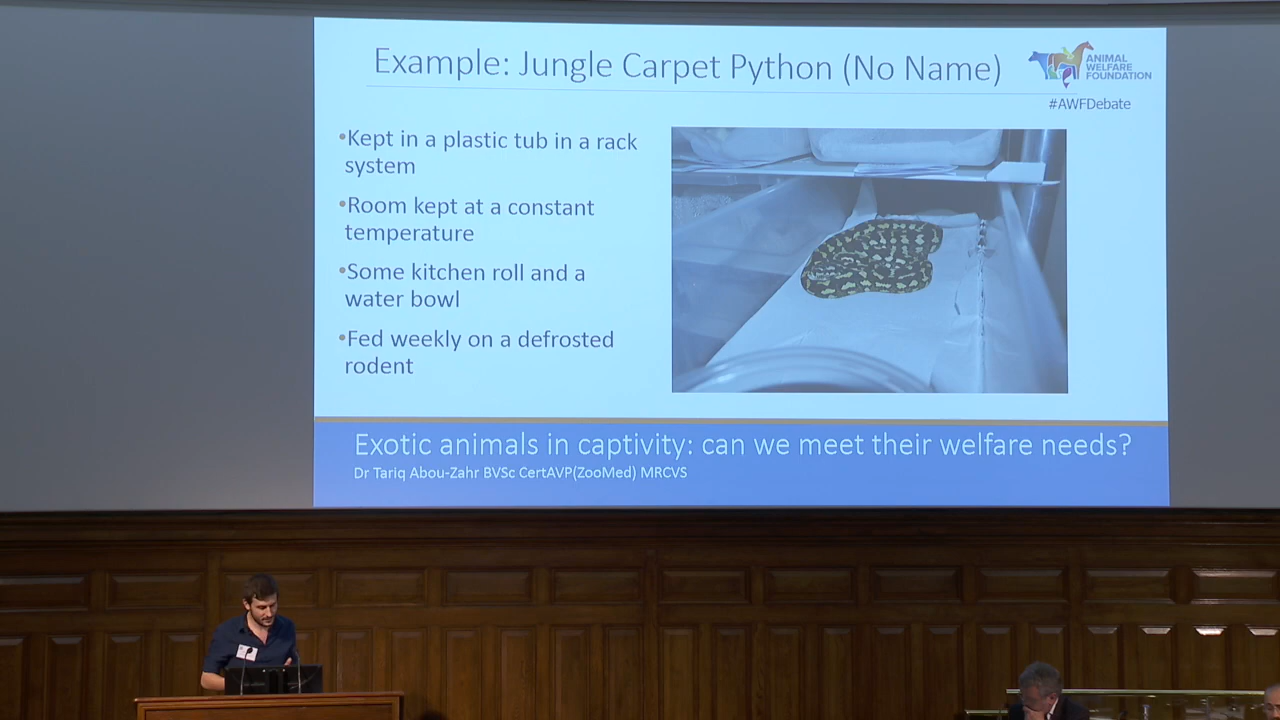 Example: Jungle Carpet Python (No Name)
ANIMAL
WELFARE
FOUNDATION
#AWFDebate
•Kept in a plastic tub in a rack
system
•Room kept at a constant
temperature
•Some kitchen roll and a
water bowl
•Fed weekly on a defrosted
rodent
Exotic animals in captivity: can we meet their welfare needs?
Dr Tariq Abou-Zahr BVSc CertAVP(ZooMed) MRCVS